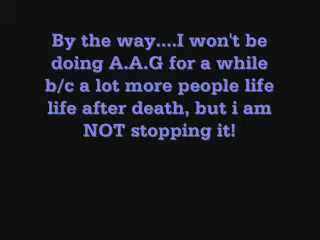 By the way....I won't be
doing A.A.G for a while
b/c a lot more people life
life after death, but i am
NOT stopping it!